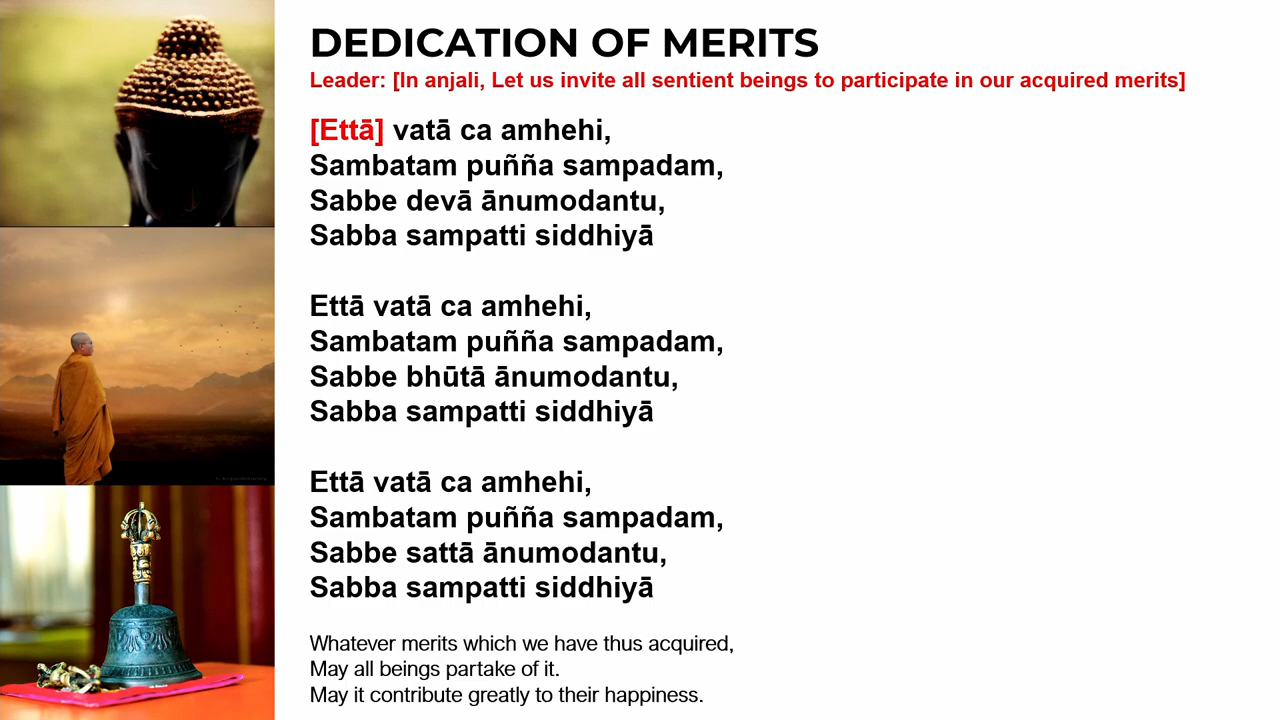 DEDICATION OF MERITS
Leader: [In anjali, Let us invite all sentient beings to participate in our acquired merits]
[Ettā] vatā ca amhehi,
Sambatam puñña sampadam,
Sabbe devā ānumodantu,
Sabba sampatti siddhiyā
Ettā vatā ca amhehi,
Sambatam puñña sampadam,
Sabbe bhūtā ānumodantu,
Sabba sampatti siddhiyā
Ettā vatā ca amhehi,
Sambatam puñña sampadam,
Sabbe sattā ānumodantu,
Sabba sampatti siddhiyā
Whatever merits which we have thus acquired,
May all beings partake of it.
May it contribute greatly to their happiness.